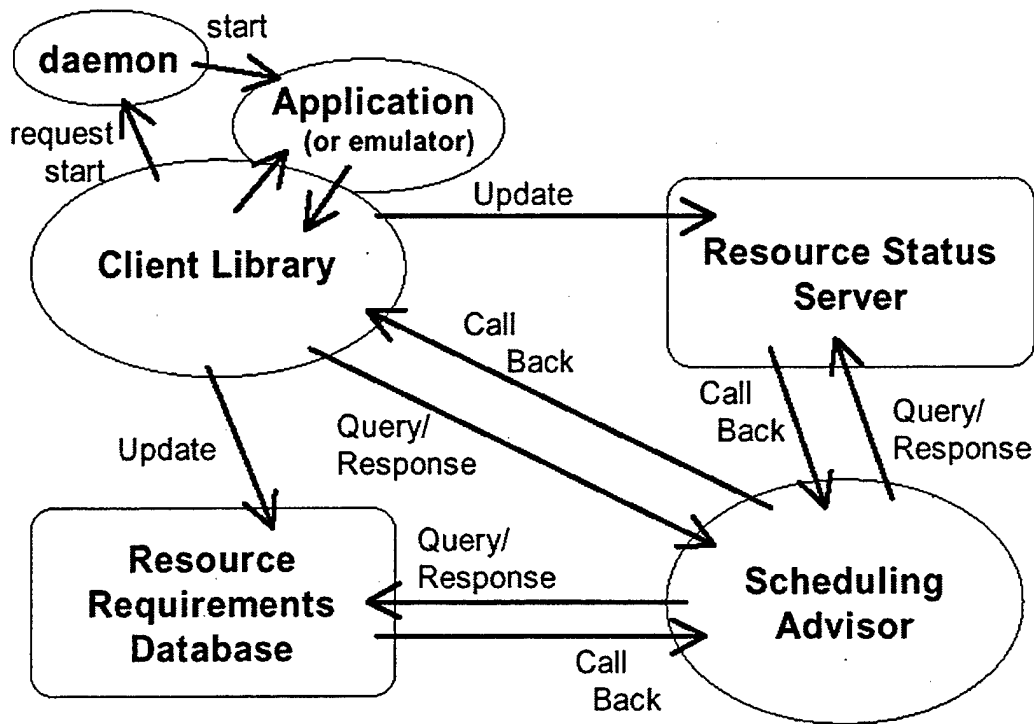 start
daemon
Application
(or emulator)
request
start
Update
Client Library
Resource Status
Server
Call
Back
Call
Back
Query/
Response
Query/
Response
Update
Resource
Requirements
Database
Query/
Response
Scheduling
Advisor
Call
Back